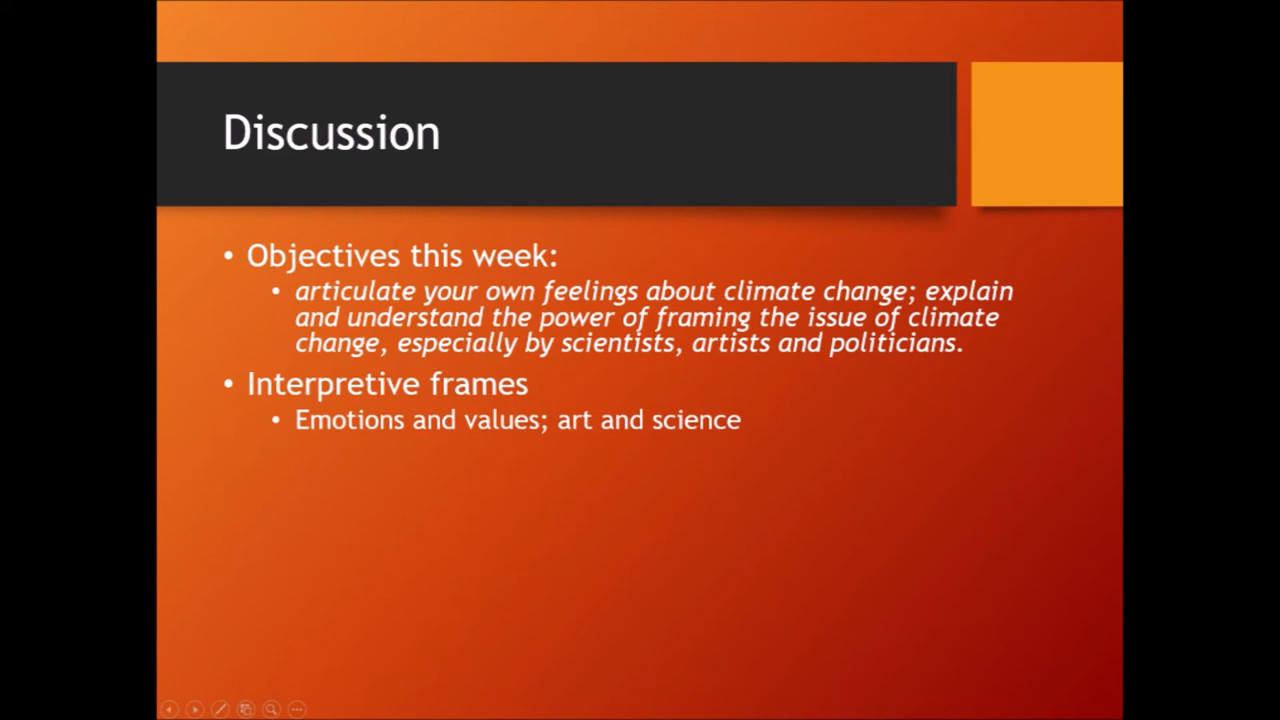 Discussion
• Objectives this week:
• articulate your own feelings about climate change; explain
and understand the power of framing the issue of climate
change, especially by scientists, artists and politicians.
• Interpretive frames
• Emotions and values; art and science